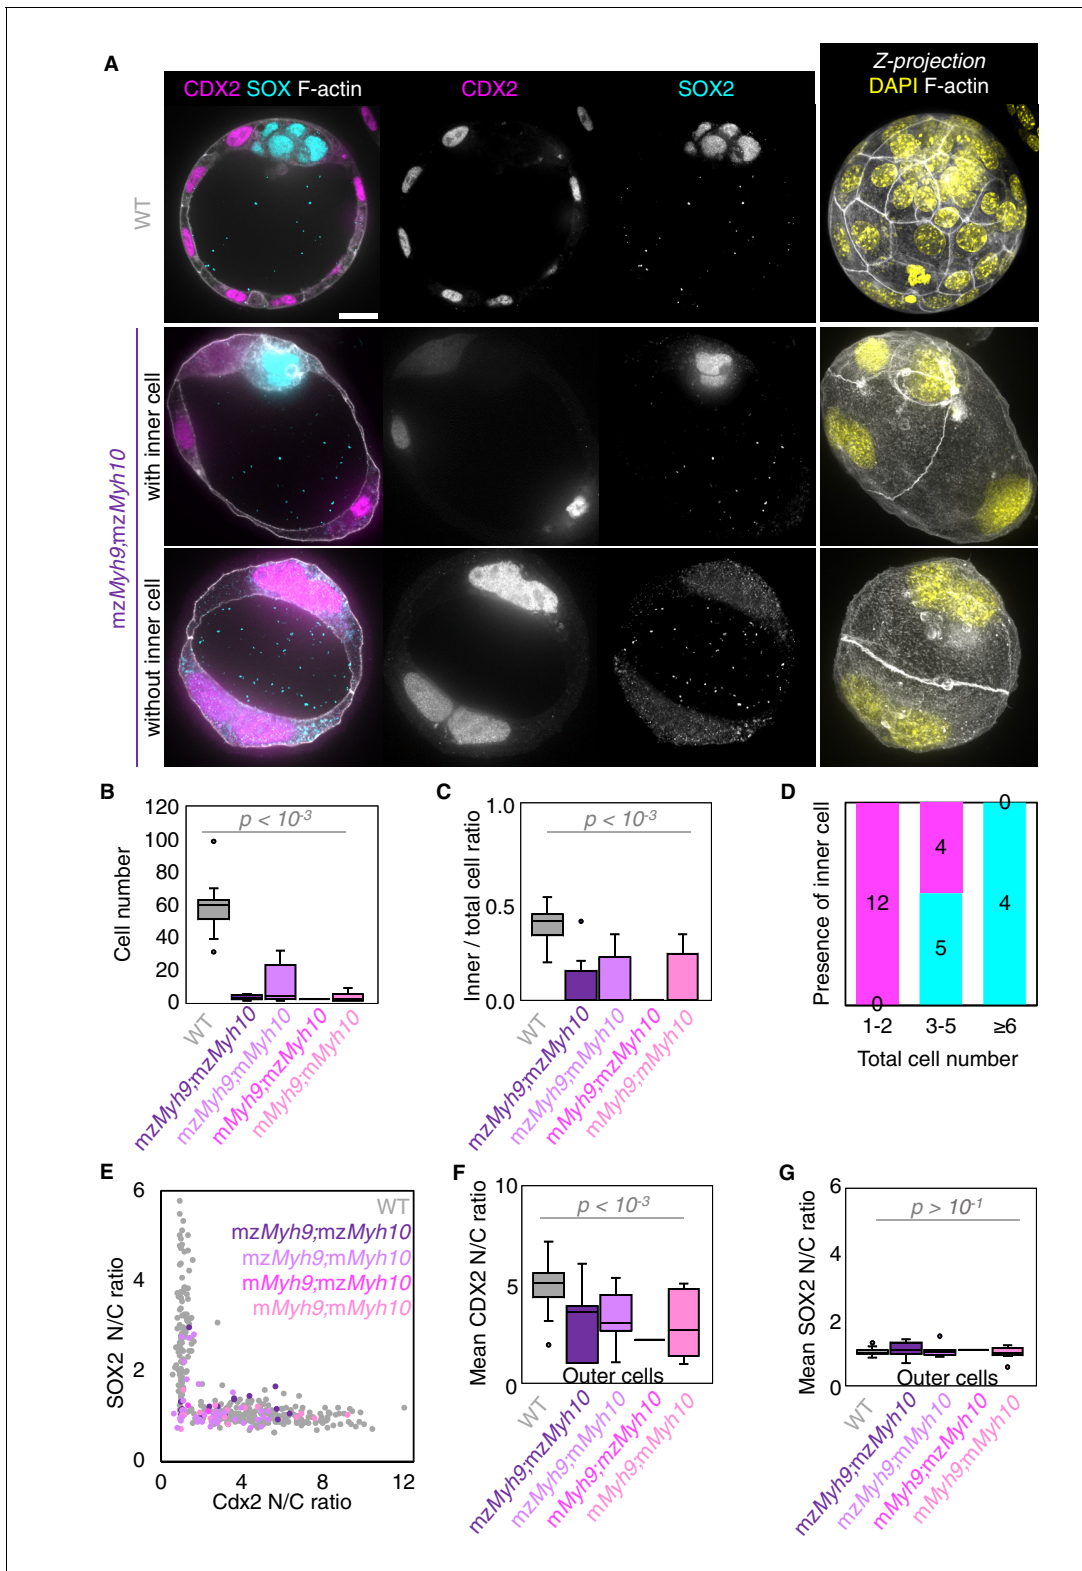 A
CDX2 SOX F-actin
CDX2
SOX2
Z-projection
DAPI F-actin
WT
mzMyh9;mzMyh10
with inner cell
without inner cell
B
Cell number
120
100
80
60
40
20
0
p < 10-3
WT
mzMyh9;mzMyh10
mzMyh9;mMyh10
mMyh9;mzMyh10
mMyh9;mMyh10
C
Inner / total cell ratio
1.0
0.5
0.0
p < 10-3
WT
mzMyh9;mzMyh10
mzMyh9;mMyh10
mMyh9;mzMyh10
mMyh9;mMyh10
D
Presence of inner cell
0
4
12
4
5
0
1-2
3-5
≥6
Total cell number
E
SOX2 N/C ratio
6
4
2
0
WT
mzMyh9;mzMyh10
mzMyh9;mMyh10
mMyh9;mzMyh10
mMyh9;mMyh10
0
4
8
12
Cdx2 N/C ratio
F
Mean CDX2 N/C ratio
10
5
0
p < 10-3
Outer cells
WT
mzMyh9;mzMyh10
mzMyh9;mMyh10
mMyh9;mzMyh10
mMyh9;mMyh10
G
Mean SOX2 N/C ratio
6
4
2
0
p > 10-1
Outer cells
WT
mzMyh9;mzMyh10
mzMyh9;mMyh10
mMyh9;mzMyh10
mMyh9;mMyh10